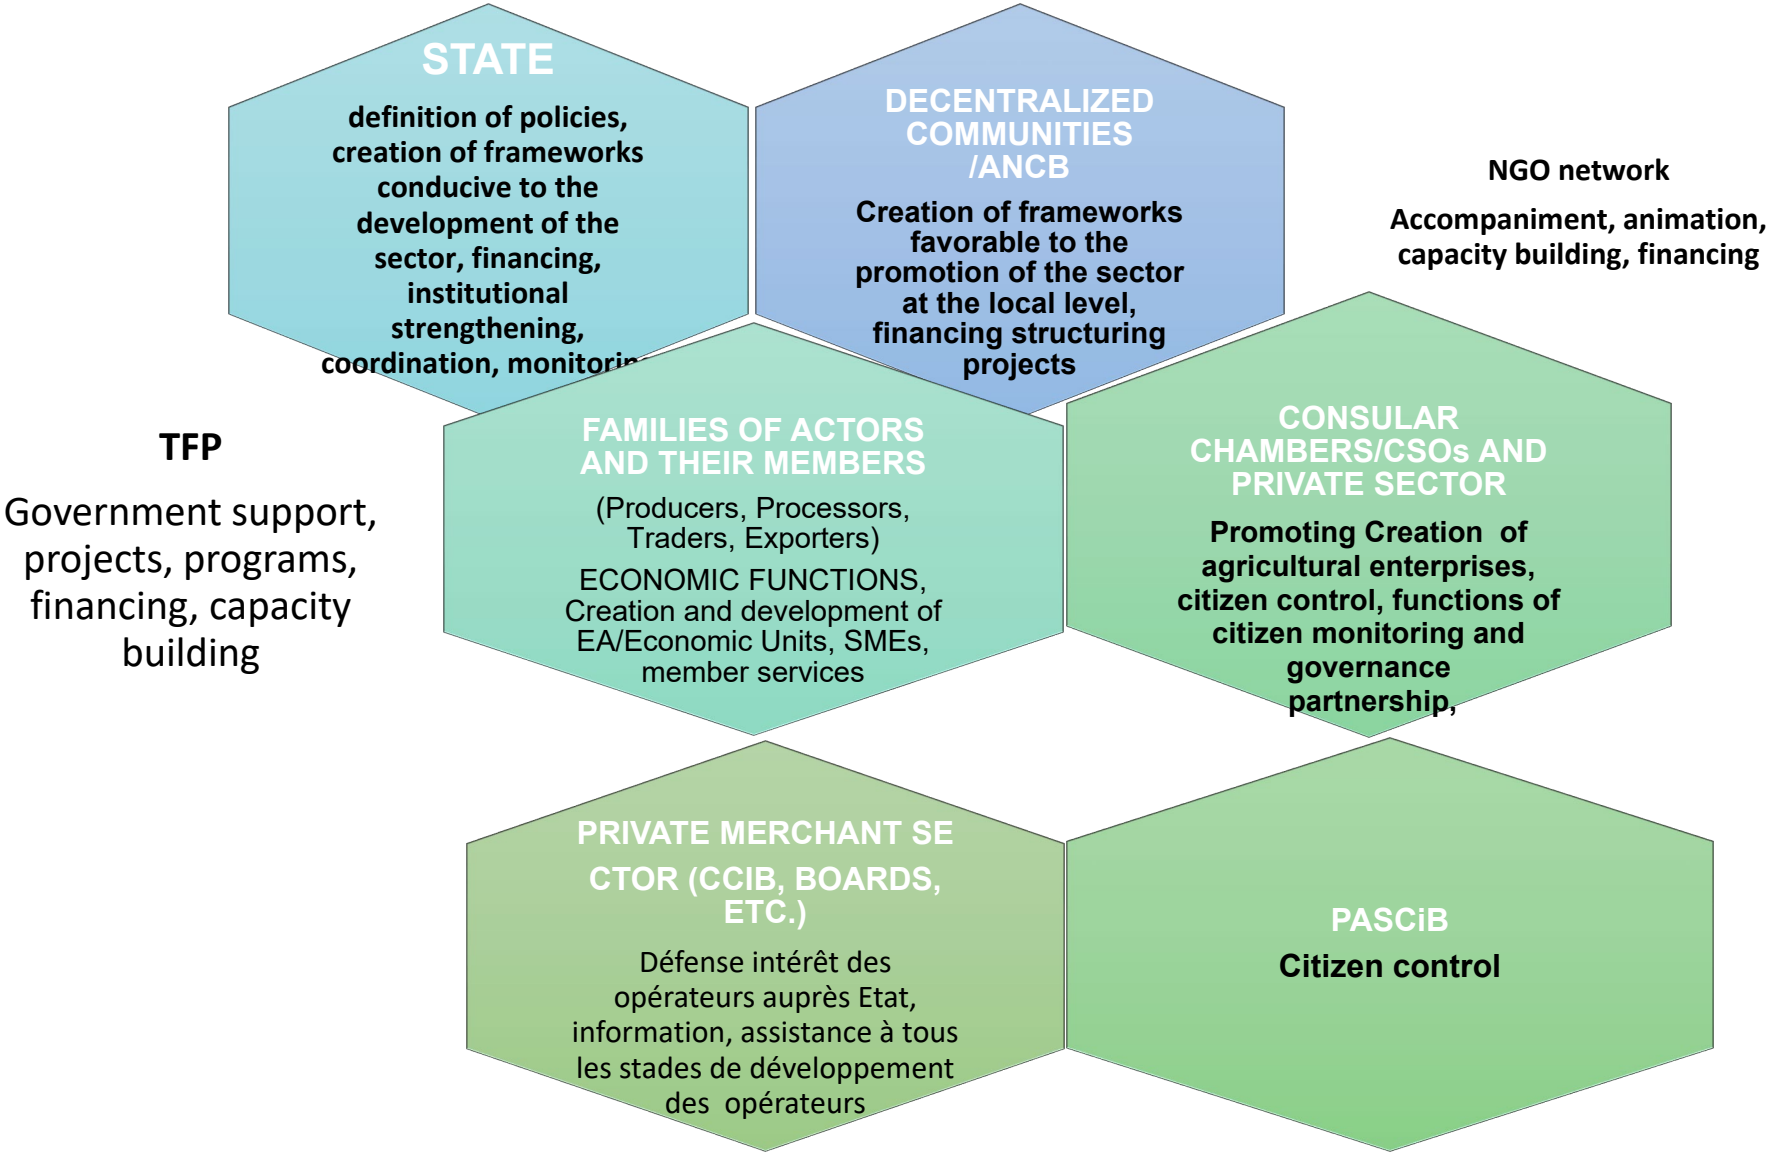 STATE
definition of policies,
creation of frameworks
conducive to the
development of the
sector, financing,
institutional
strengthening,
coordination, monitoring
DECENTRALIZED
COMMUNITIES
/ANCB
Creation of frameworks
favorable to the
promotion of the sector
at the local level,
financing structuring
projects
NGO network
Accompaniment, animation,
capacity building, financing
TFP
Government support,
projects, programs,
financing, capacity
building
FAMILIES OF ACTORS
AND THEIR MEMBERS
(Producers, Processors,
Traders, Exporters)
ECONOMIC FUNCTIONS,
Creation and development of
EA/Economic Units, SMEs,
member services
CONSULAR
CHAMBERS/CSOs AND
PRIVATE SECTOR
Promoting Creation  of
agricultural enterprises,
citizen control, functions of
citizen monitoring and
governance
partnership,
PRIVATE MERCHANT SE
CTOR (CCIB, BOARDS,
ETC.)
Défense intérêt des
opérateurs auprès Etat,
information, assistance à tous
les stades de développement
des  opérateurs
PASCiB
Citizen control